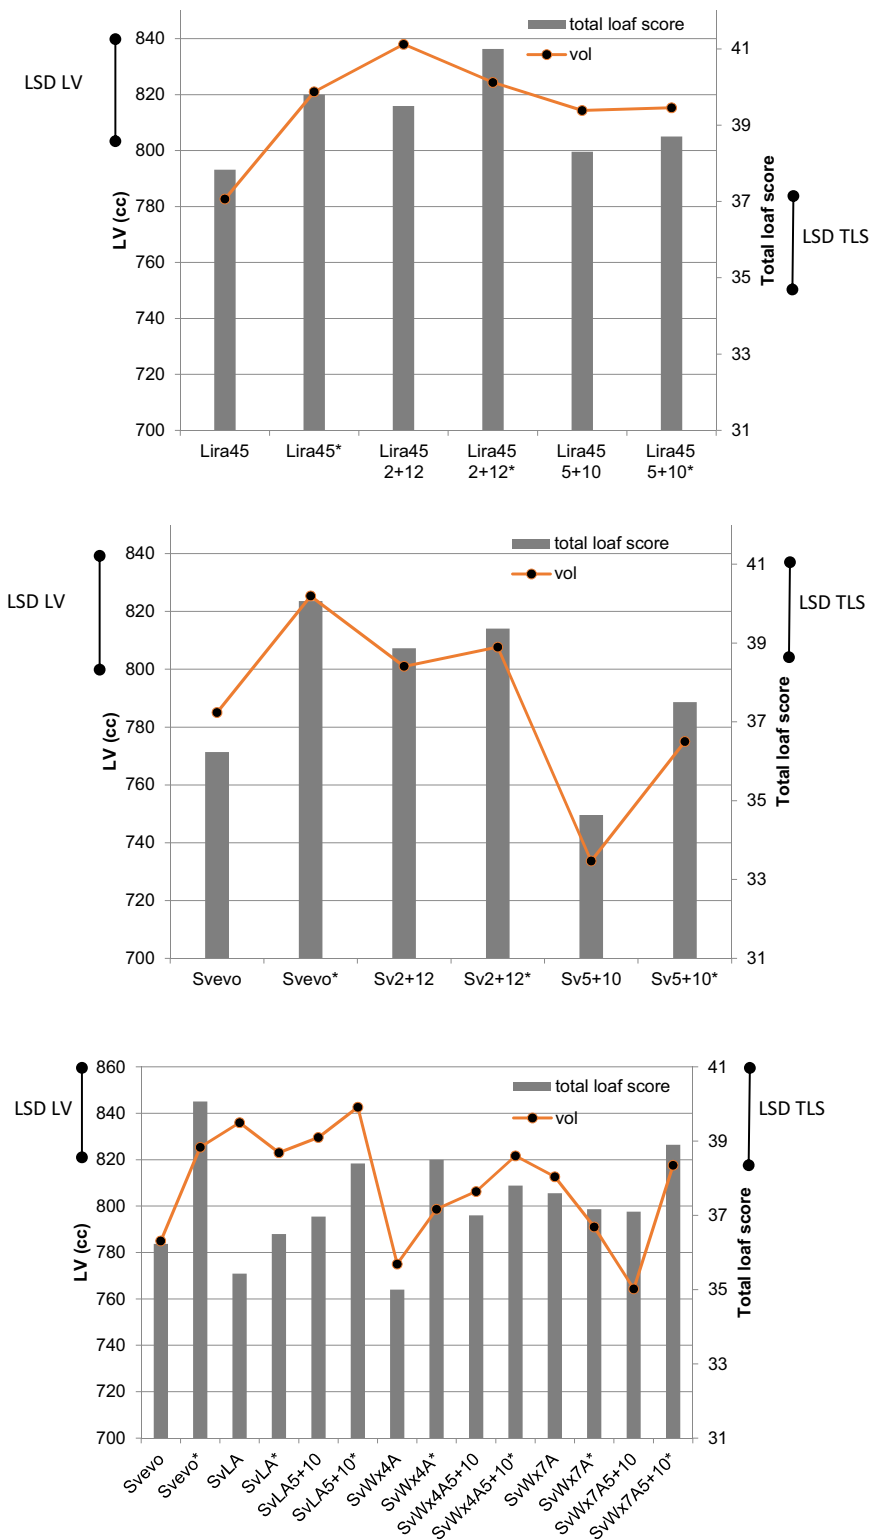 total loaf score
vol
LSD LV
LV (cc)
840
820
800
780
760
740
720
700
41
39
37
35
33
31
Total loaf score
LSD TLS
Lira45
Lira45*
Lira45
2+12
Lira45
2+12*
Lira45
5+10
Lira45
5+10*
total loaf score
vol
LSD LV
LV (cc)
840
820
800
780
760
740
720
700
41
39
37
35
33
31
Total loaf score
LSD TLS
Svevo
Svevo*
Sv2+12
Sv2+12*
Sv5+10
Sv5+10*
total loaf score
vol
LSD LV
LV (cc)
860
840
820
800
780
760
740
720
700
41
39
37
35
33
31
Total loaf score
LSD TLS
Svevo
Svevo*
SvLA
SvLA*
SvLA5+10
SvLA5+10*
SvWx4A
SvWx4A*
SvWx4A5+10
SvWx4A5+10*
SvWx7A
SvWx7A*
SvWx7A5+10
SvWx7A5+10*